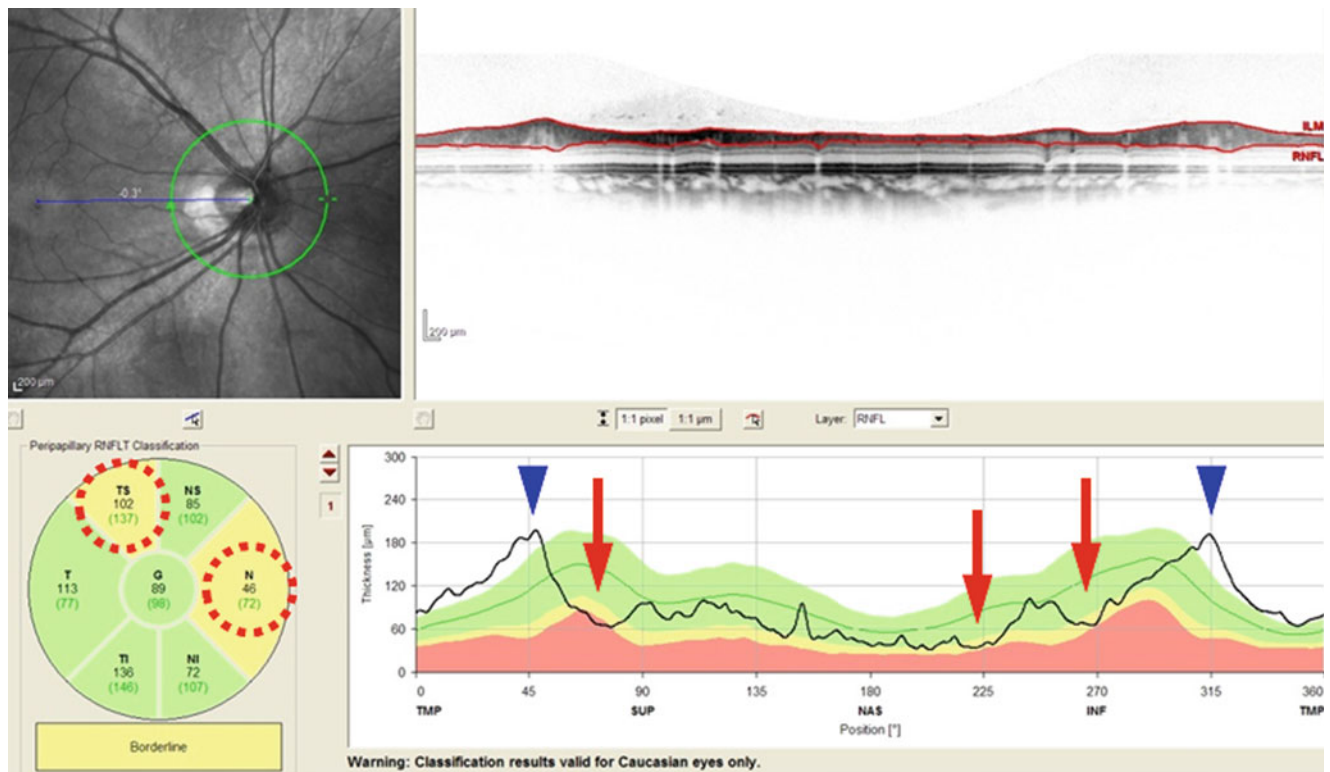 -0.3°
200 µm
ILM
RNFL
200 µm
1:1 pixel 1:1 µm Layer: RNFL
Peripapillary RNFLT Classification
TS
102
(137)
NS
85
(102)
T
113
(77)
G
89
(98)
N
46
(72)
TI
136
(146)
NI
72
(107)
Borderline
1
Thickness [µm]
300
240
180
120
60
0
0 45 90 135 180 225 270 315 360
TMP SUP NAS INF TMP
Position [°]
Warning: Classification results valid for Caucasian eyes only.